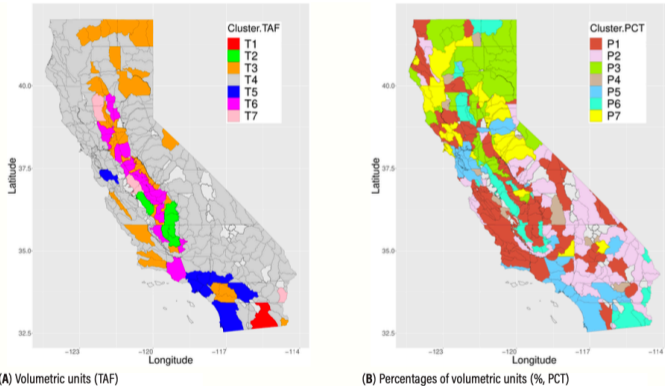 Cluster.TAF
T1
T2
T3
T4
T5
T6
T7
40.0
37.5
35.0
32.5
Latitude
−123
−120
−117
−114
Longitude
(A) Volumetric units (TAF)
Cluster.PCT
P1
P2
P3
P4
P5
P6
P7
40.0
37.5
35.0
32.5
Latitude
−123
−120
−117
−114
Longitude
(B) Percentages of volumetric units (%, PCT)